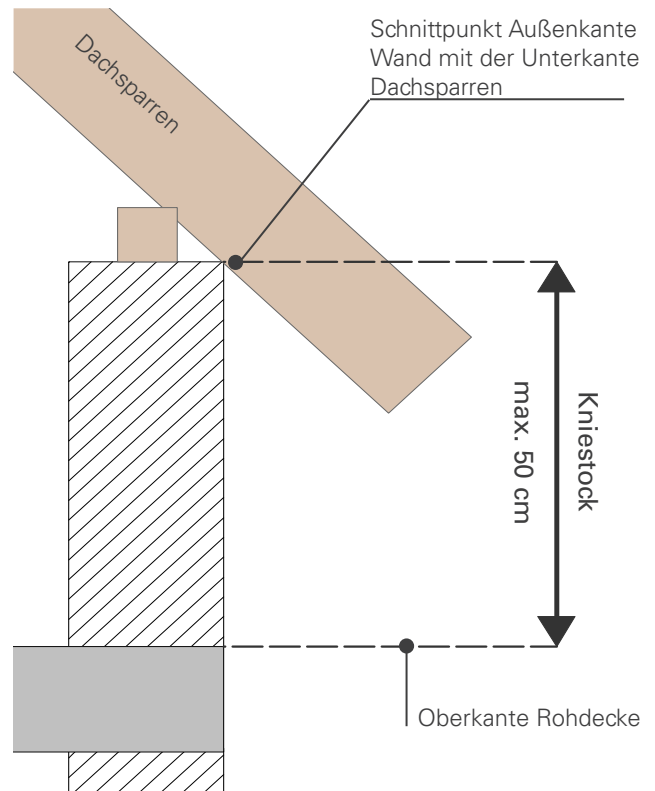 Schnittpunkt Außenkante
Wand mit der Unterkante
Dachsparren
Dachsparren
Kniestock
max. 50 cm
Oberkante Rohdecke